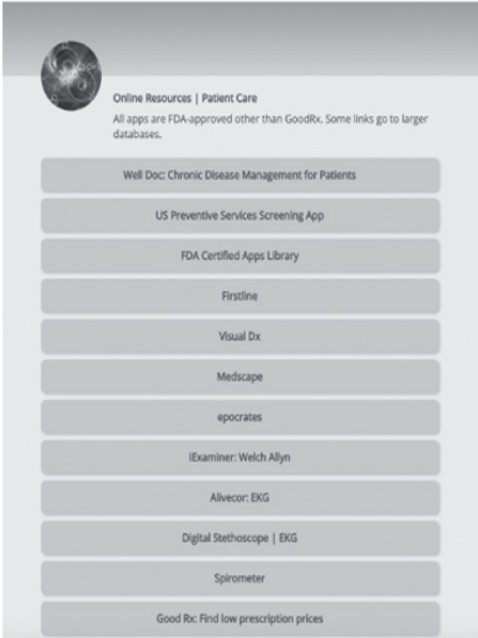 Online Resources | Patient Care
All apps are FDA-approved other than GoodRx. Some links go to larger
databases.
Well Doc: Chronic Disease Management for Patients
US Preventive Services Screening App
FDA Certified Apps Library
Firstline
Visual Dx
Medscape
epocrates
iExaminer: Welch Allyn
Alivecor: EKG
Digital Stethoscope | EKG
Spirometer
Good Rx: Find low prescription prices